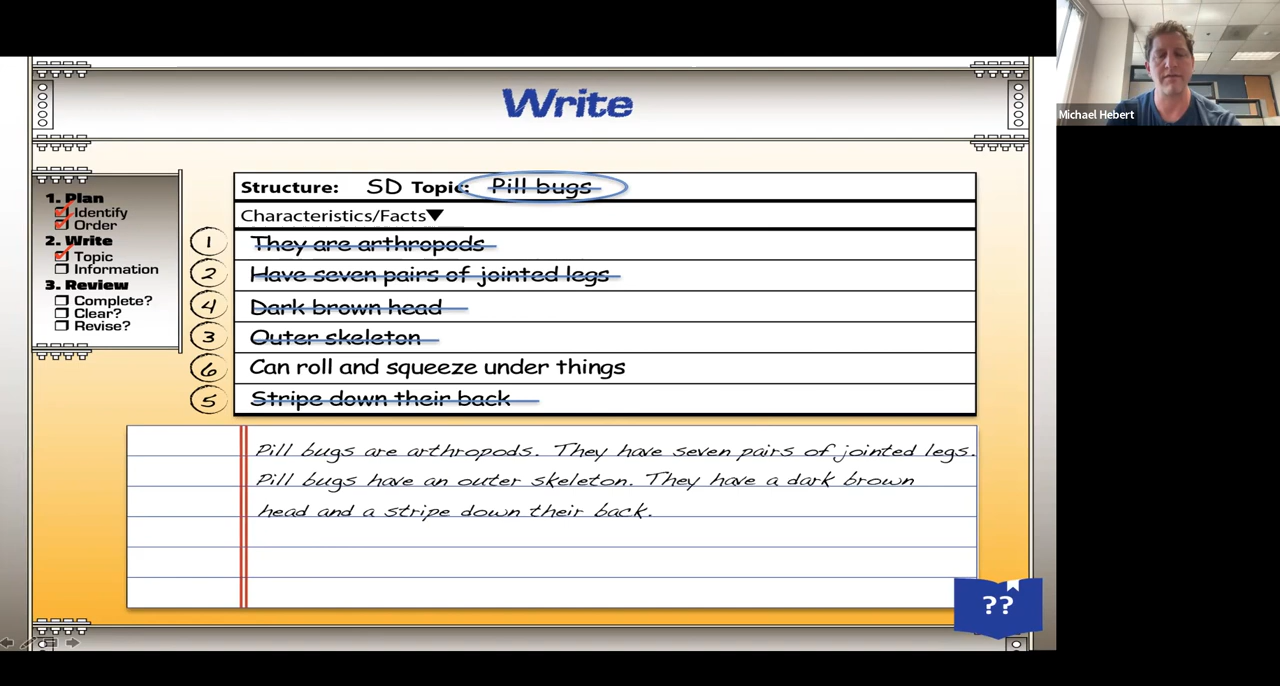 Write
Michael Hebert
Structure: SD Topic: Pill bugs
Characteristics/Facts▼
1. Plan
Identify
Order
2. Write
Topic
Information
3. Review
Complete?
Clear?
Revise?
1 They are arthropods
2 Have seven pairs of jointed legs
4 Dark brown head
3 Outer skeleton
6 Can roll and squeeze under things
5 Stripe down their back
Pill bugs are arthropods. They have seven pairs of jointed legs.
Pill bugs have an outer skeleton. They have a dark brown
head and a stripe down their back.
??